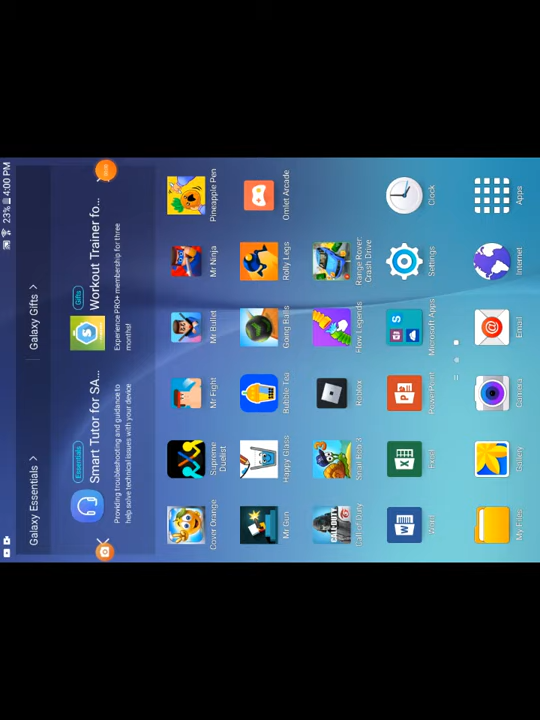 23% 4:00 PM
Galaxy Essentials >
Galaxy Gifts >
Essentials
Smart Tutor for SA...
Providing troubleshooting and guidance to
help solve technical issues with your device.
Gifts
Workout Trainer fo...
Experience PRO+ membership for three
months!
Cover Orange
Supreme
Duelist
Mr Fight
Mr Bullet
Mr Ninja
Pineapple Pen
Mr Gun
Happy Glass
Bubble Tea
Going Balls
Rolly Legs
Omlet Arcade
Call of Duty
Roblox
Flow Legends
Range Rover
Crash Drive
Word
Excel
PowerPoint
Microsoft Apps
Settings
Clock
My Files
Gallery
Camera
Email
Internet
Apps